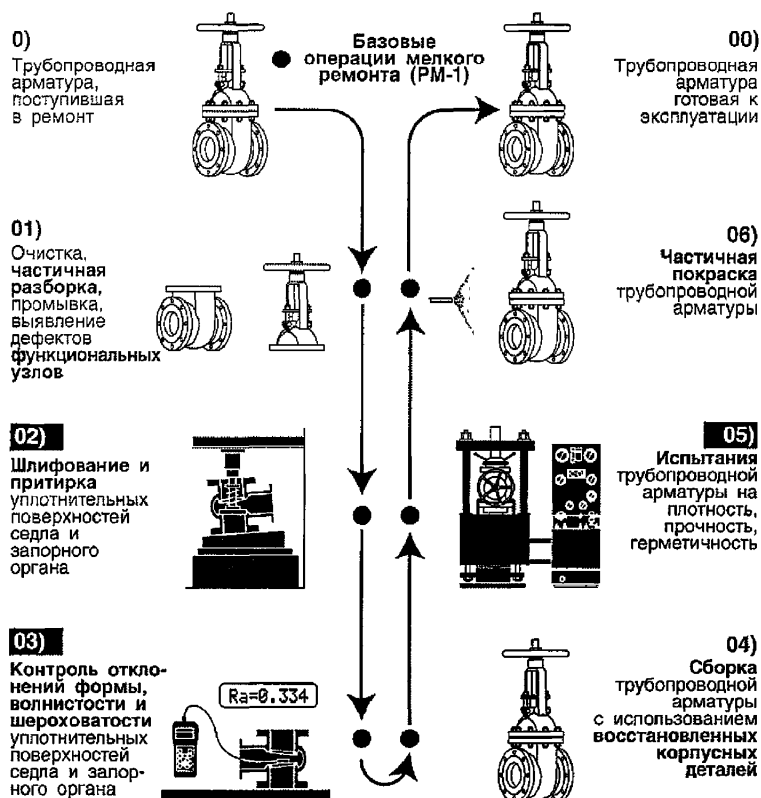 0)
Трубопроводная
арматура,
поступившая
в ремонт
Базовые
операции мелкого
ремонта (РМ-1)
00)
Трубопроводная
арматура
готовая к
эксплуатации
01)
Очистка,
частичная
разборка,
промывка,
выявление
дефектов
функциональных
узлов
06)
Частичная
покраска
трубопроводной
арматуры
02)
Шлифование и
притирка
уплотнительных
поверхностей
седла и
запорного
органа
05)
Испытания
трубопроводной
арматуры на
плотность,
прочность,
герметичность
03)
Контроль откло-
нений формы,
волнистости и
шероховатости
уплотнительных
поверхностей
седла и запор-
ного органа
Ra=0.334
04)
Сборка
трубопроводной
арматуры
с использованием
восстановленных
корпусных
деталей